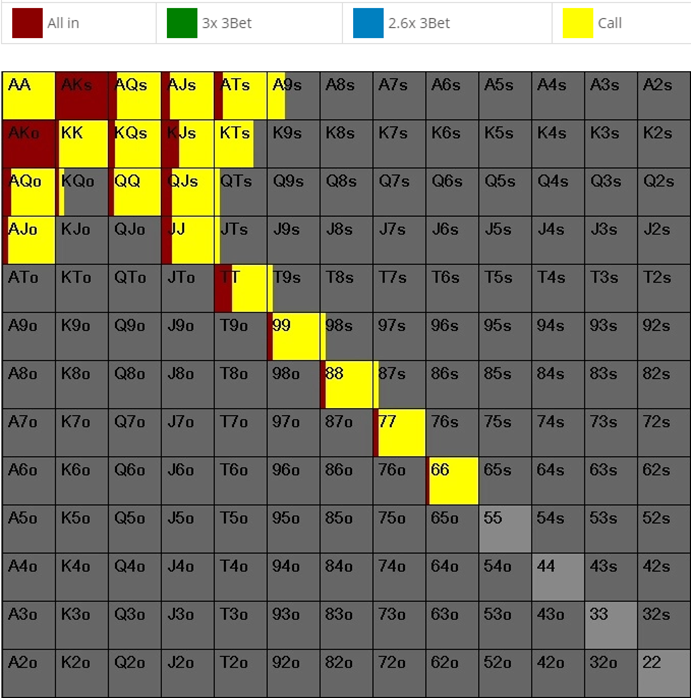 All in 3x 3Bet 2.6x 3Bet Call
AA AKs AQs AJs ATs A9s A8s A7s A6s A5s A4s A3s A2s
AKo KK KQs KJs KTs K9s K8s K7s K6s K5s K4s K3s K2s
AQo KQo QQ QJs QTs Q9s Q8s Q7s Q6s Q5s Q4s Q3s Q2s
AJo KJo QJo JJ JTs J9s J8s J7s J6s J5s J4s J3s J2s
ATo KTo QTo JTo TT T9s T8s T7s T6s T5s T4s T3s T2s
A9o K9o Q9o J9o T9o 99 98s 97s 96s 95s 94s 93s 92s
A8o K8o Q8o J8o T8o 98o 88 87s 86s 85s 84s 83s 82s
A7o K7o Q7o J7o T7o 97o 87o 77 76s 75s 74s 73s 72s
A6o K6o Q6o J6o T6o 96o 86o 76o 66 65s 64s 63s 62s
A5o K5o Q5o J5o T5o 95o 85o 75o 65o 55 54s 53s 52s
A4o K4o Q4o J4o T4o 94o 84o 74o 64o 54o 44 43s 42s
A3o K3o Q3o J3o T3o 93o 83o 73o 63o 53o 43o 33 32s
A2o K2o Q2o J2o T2o 92o 82o 72o 62o 52o 42o 32o 22